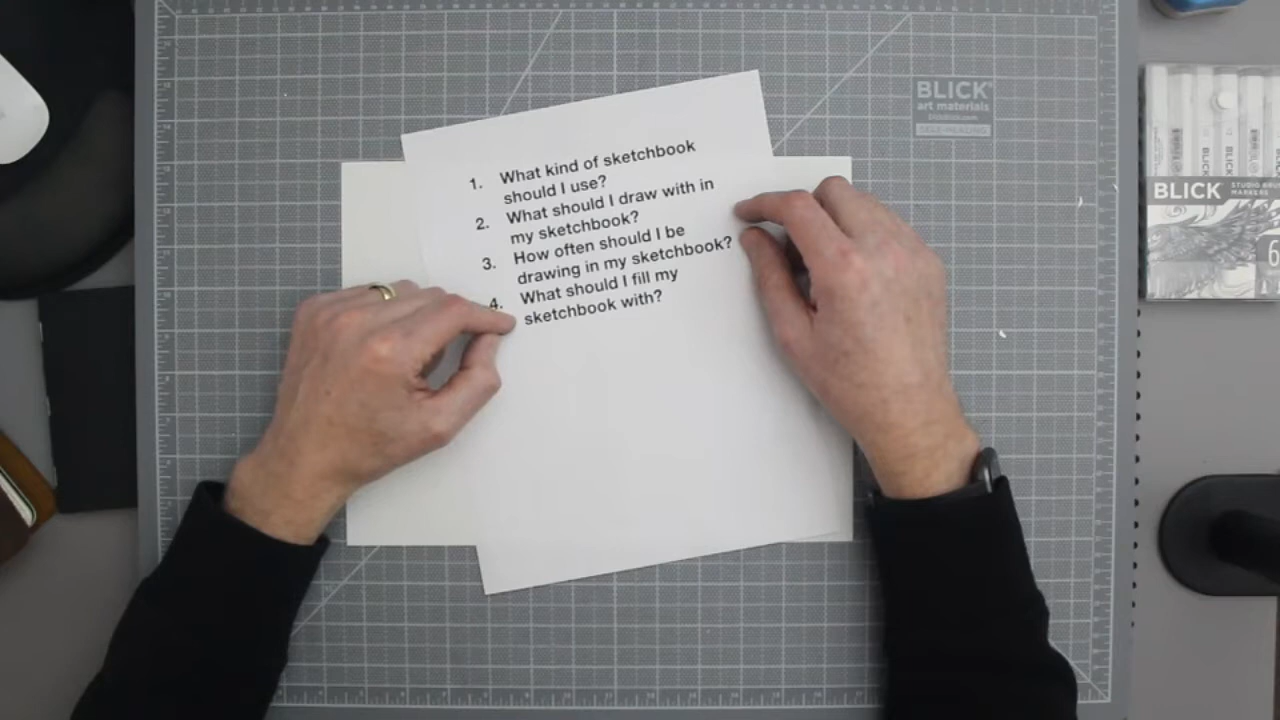 BLICK
art materials
1. What kind of sketchbook
should I use?
2. What should I draw with in
my sketchbook?
3. How often should I be
drawing in my sketchbook?
4. What should I fill my
sketchbook with?
BLICK STUDIO
MARKERS
6